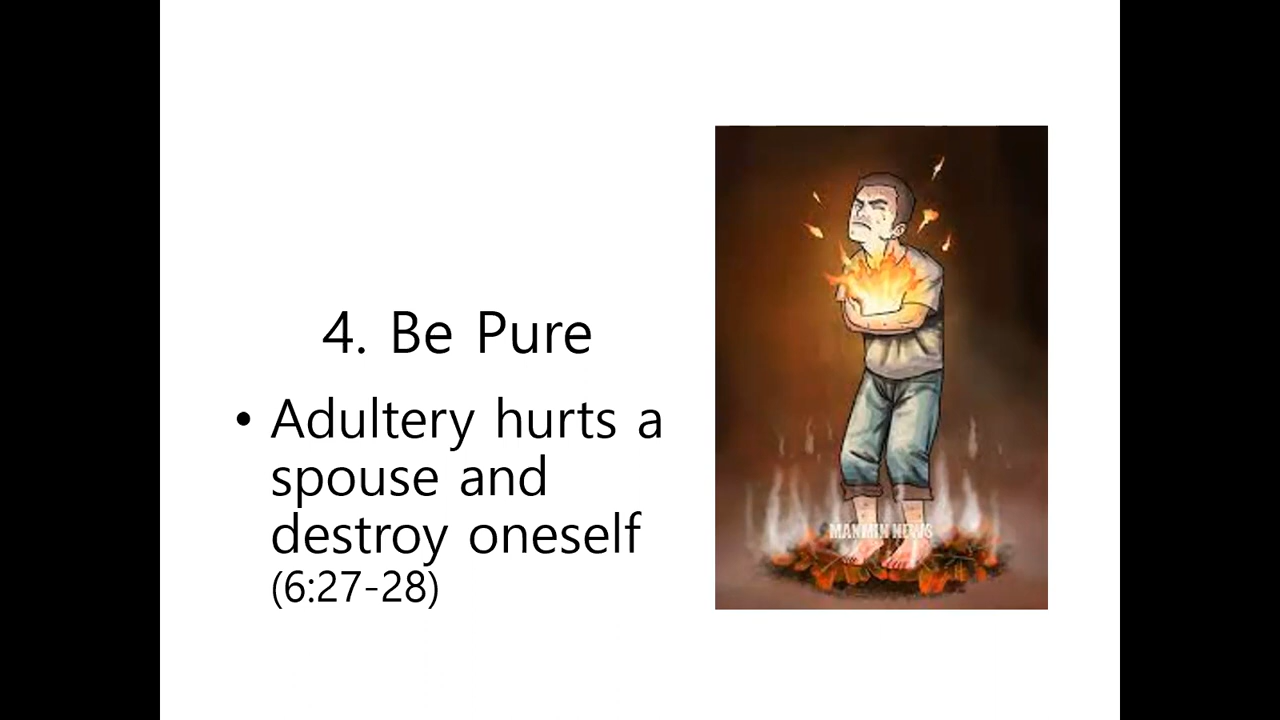 4. Be Pure
• Adultery hurts a
spouse and
destroy oneself
(6:27-28)
MANMIN NEWS